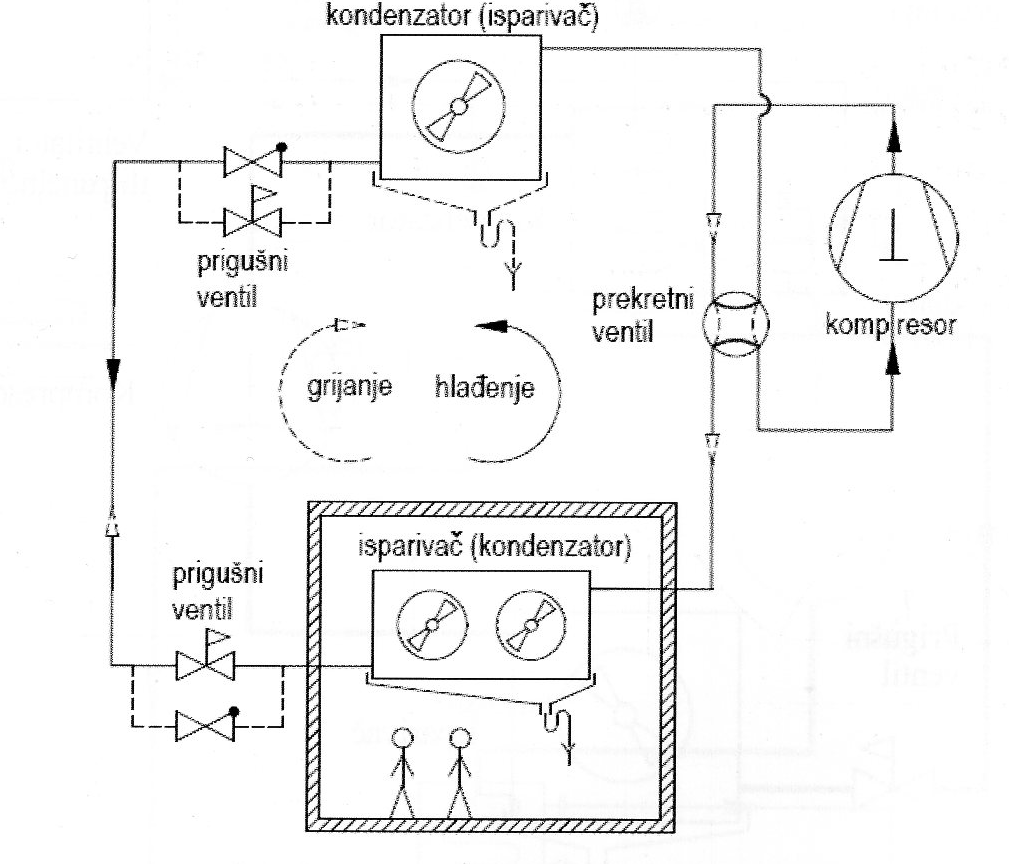 kondenzator (isparivač)
prigušni
ventil
prekretni
ventil
kompresor
grijanje
hlađenje
isparivač (kondenzator)
prigušni
ventil